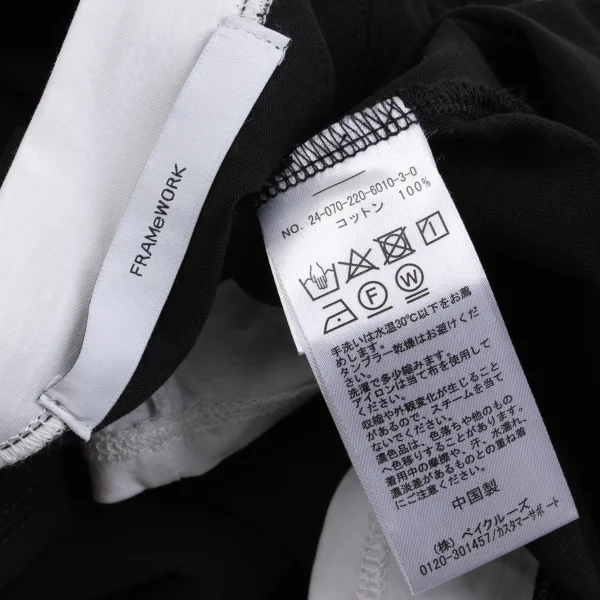 FRAMeWORK
NO. 24-070-220-6010-3-0
コットン 100%
F W
手洗いは水温30℃以下をお薦
めします。
タンブラー乾燥はお避けくだ
さい。
洗濯で多少縮みます。
アイロンは当て布を使用して
ください。
収縮や外観変化が生じること
があるので、スチームを当て
ないでください。
濃色品は、色落ちや他のもの
へ色移りすることがあります。
着用中の摩擦や、汗、水濡れ、
濃淡差があるものとの重ね着
にご注意ください。
中国製
(株) ベイクルーズ
0120-301457/カスタマーサポート